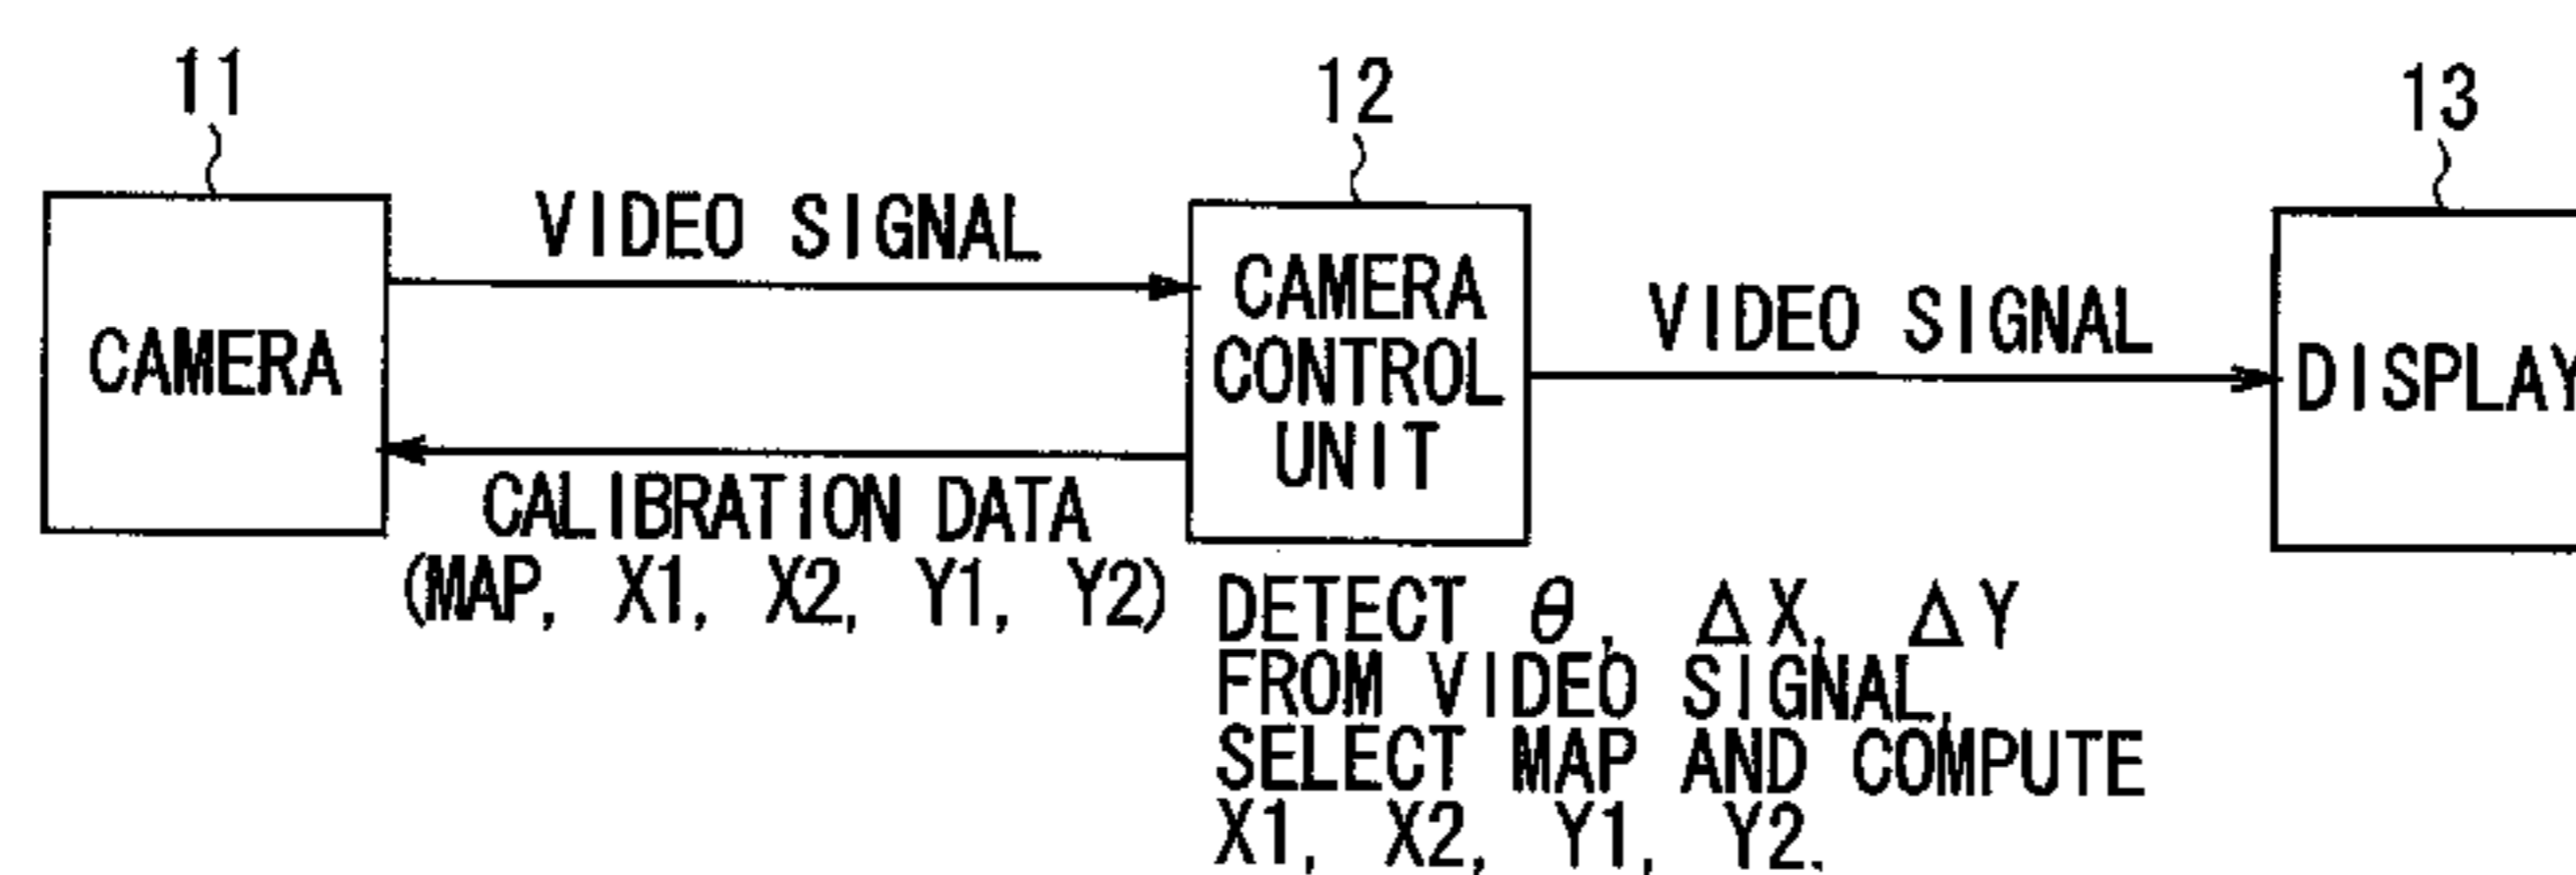 11
12
13
CAMERA
VIDEO SIGNAL
CALIBRATION DATA
(MAP, X1, X2, Y1, Y2)
CAMERA
CONTROL
UNIT
VIDEO SIGNAL
DISPLAY
DETECT θ, ΔX, ΔY
FROM VIDEO SIGNAL,
SELECT MAP AND COMPUTE
X1, X2, Y1, Y2.